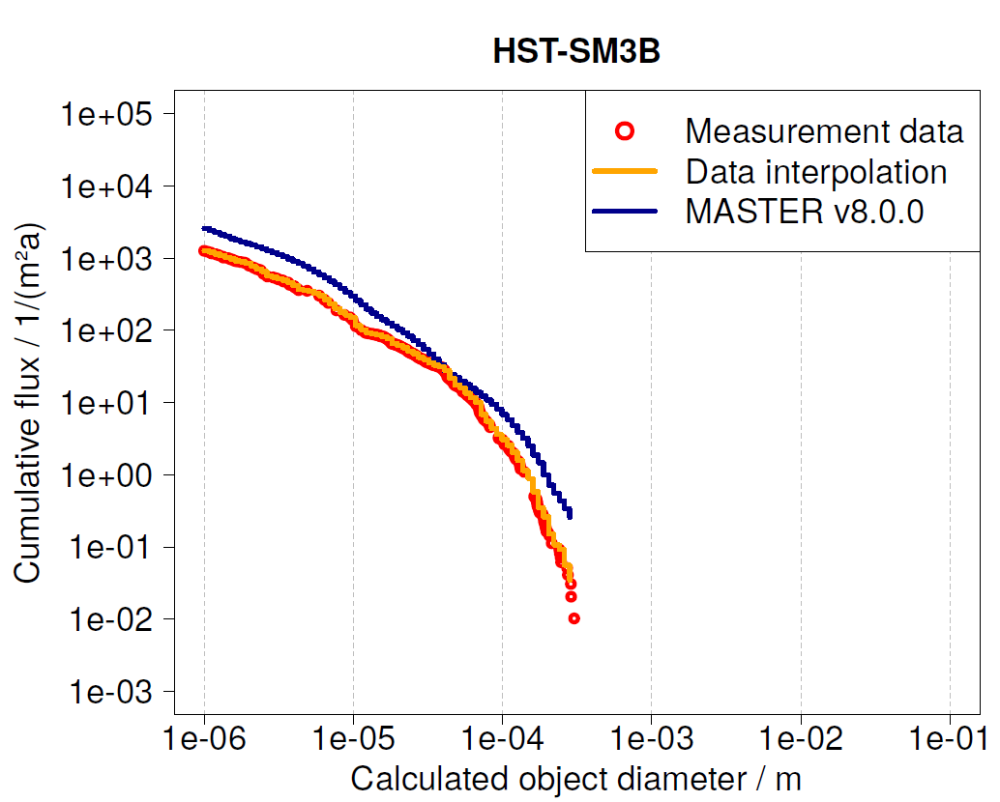 HST-SM3B
Measurement data
Data interpolation
MASTER v8.0.0
Cumulative flux / 1/(m²a)
1e+05
1e+04
1e+03
1e+02
1e+01
1e+00
1e-01
1e-02
1e-03
1e-06 1e-05 1e-04 1e-03 1e-02 1e-01
Calculated object diameter / m